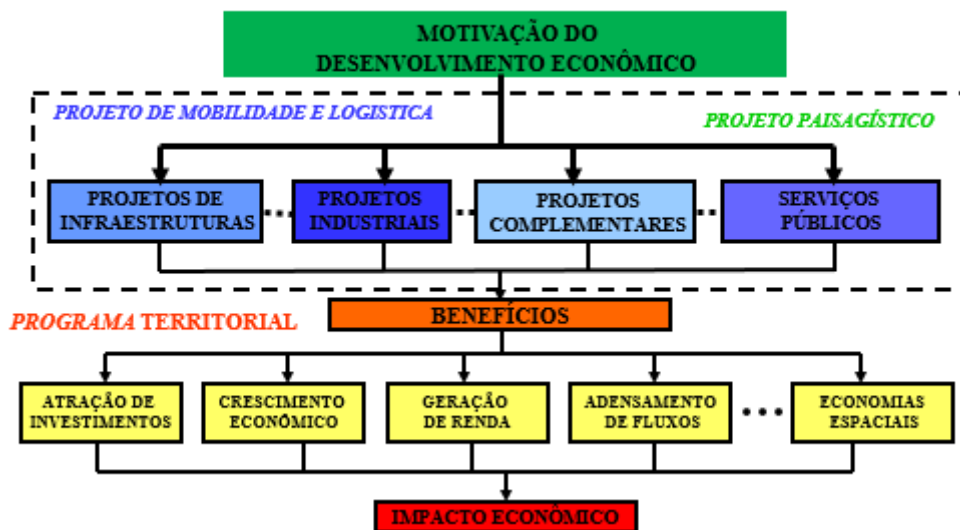 MOTIVAÇÃO DO
DESENVOLVIMENTO ECONÔMICO
PROJETO DE MOBILIDADE E LOGISTICA
PROJETO PAISAGÍSTICO
PROJETOS DE
INFRAESTRUTURAS
PROJETOS
INDUSTRIAIS
PROJETOS
COMPLEMENTARES
SERVIÇOS
PÚBLICOS
BENEFÍCIOS
PROGRAMA TERRITORIAL
ATRAÇÃO DE
INVESTIMENTOS
CRESCIMENTO
ECONÔMICO
GERAÇÃO
DE RENDA
ADENSAMENTO
DE FLUXOS
ECONOMIAS
ESPACIAIS
IMPACTO ECONÔMICO